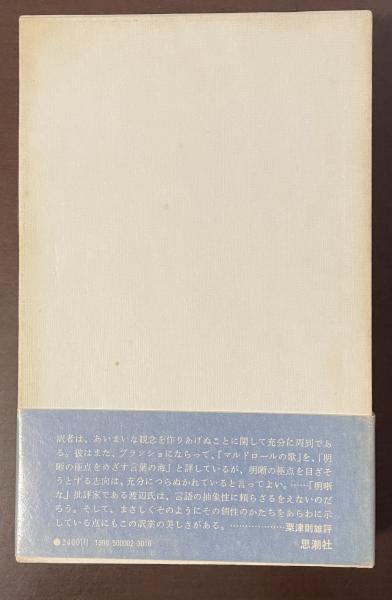 訳者は、あいまいな観念を作りあげぬことに関して充分に周到であ
る。彼はまた、ブランショにならって、『マルドロールの歌』を、「明
晰の極点をめざす言葉の海」と評しているが、明晰の極点を目ざそ
うとする志向は、充分につらぬかれていると言ってよい。……「明晰
な」批評家である渡辺氏は、言語の抽象性に頼らざるをえないのだ
ろう。そして、まさしくそのようにその個性のかたちをあらわに示
している点にもこの訳業の美しさがある。………………粟津則雄評
●2400円 1398-500002-3016 思潮社